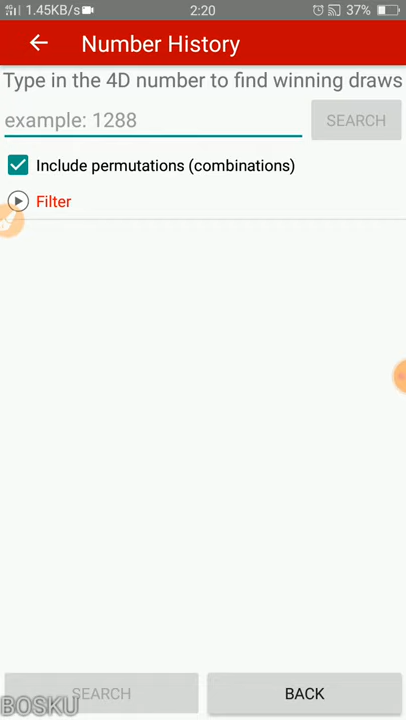 4G 1.45KB/s 2:20 37%
Number History
Type in the 4D number to find winning draws
example: 1288 SEARCH
Include permutations (combinations)
Filter
SEARCH BACK
BOSKU